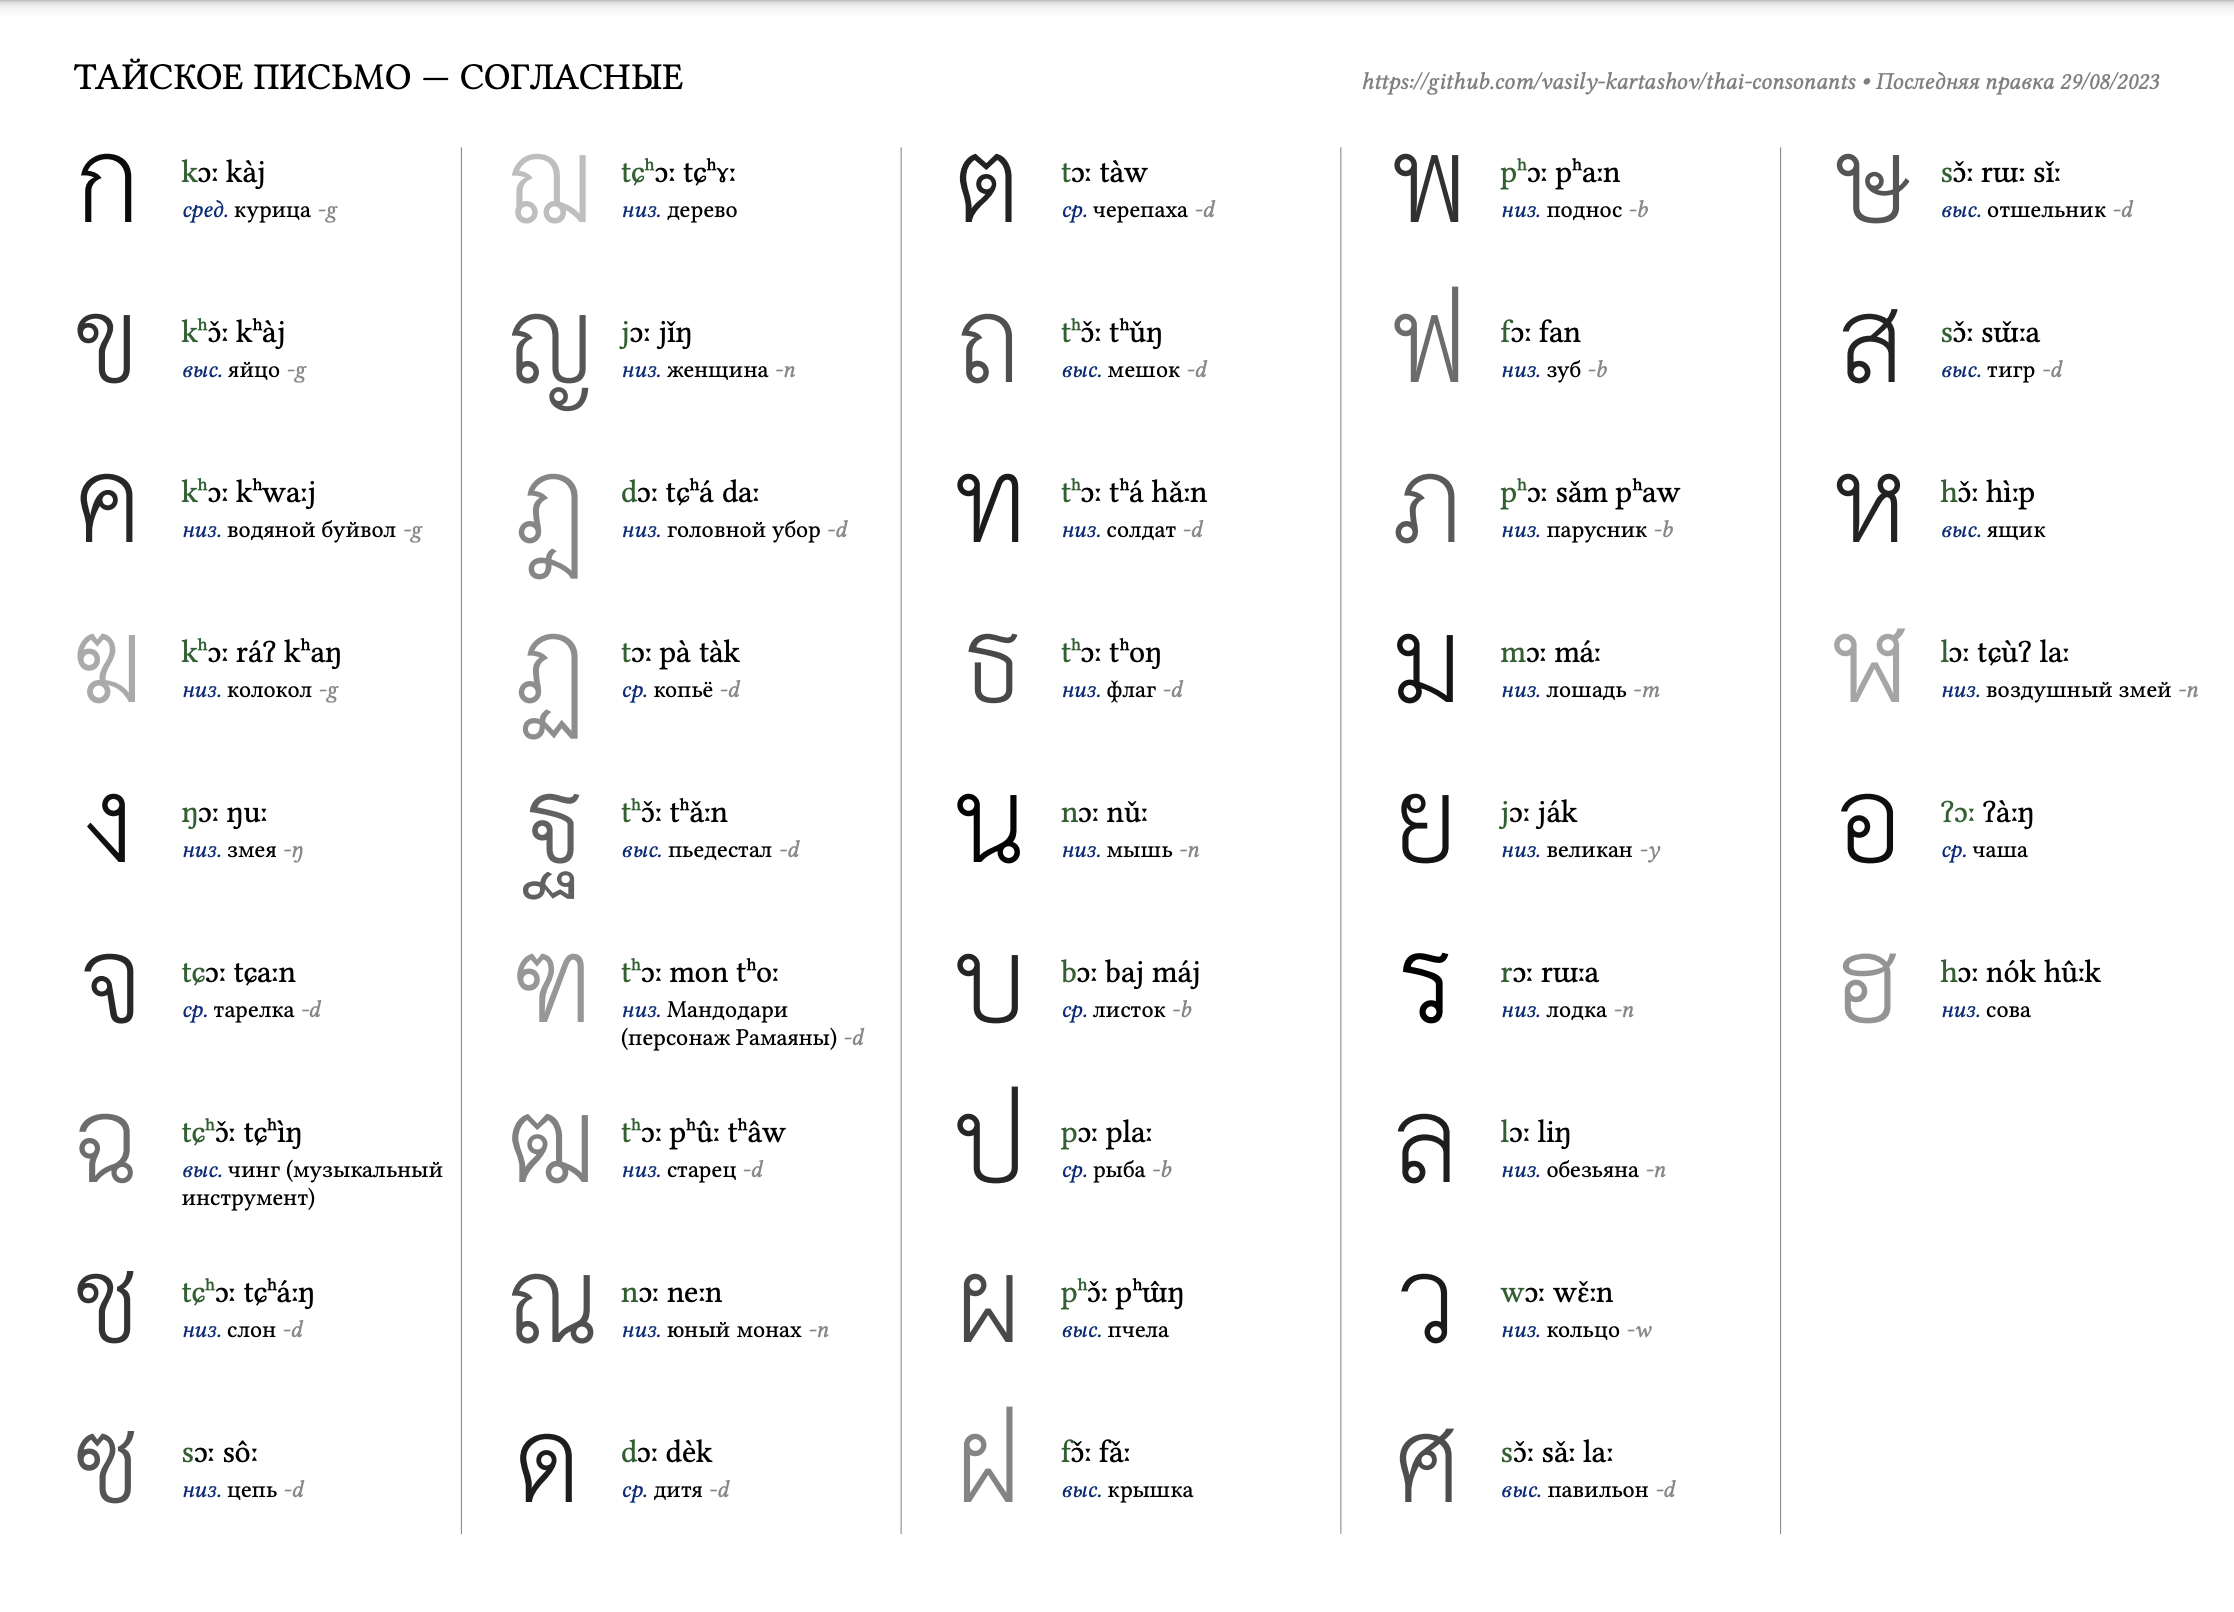 ТАЙСКОЕ ПИСЬМО — СОГЛАСНЫЕ
https://github.com/vasily-kartashov/thai-consonants • Последняя правка 29/08/2023
ก
kɔː kàj
сред. курица -g
ข
kʰɔ̌ː kʰàj
выс. яйцо -g
ค
kʰɔː kʰwaːj
низ. водяной буйвол -g
ฆ
kʰɔː ráʔ kʰaŋ
низ. колокол -g
ง
ŋɔː ŋuː
низ. змея -ŋ
จ
tɕɔː tɕaːn
ср. тарелка -d
ฉ
tɕʰɔ̌ː tɕʰìŋ
выс. чинг (музыкальный
инструмент)
ช
tɕʰɔː tɕʰáːŋ
низ. слон -d
ซ
sɔː sôː
низ. цепь -d
ฌ
tɕʰɔː tɕʰɤː
низ. дерево
ญ
jɔː jǐŋ
низ. женщина -n
ฎ
dɔː tɕʰá daː
низ. головной убор -d
ฏ
tɔː pà tàk
ср. копьё -d
ฐ
tʰɔ̌ː tʰǎːn
выс. пьедестал -d
ฑ
tʰɔː mon tʰoː
низ. Мандодари
(персонаж Рамаяны) -d
ฒ
tʰɔː pʰûː tʰâw
низ. старец -d
ณ
nɔː neːn
низ. юный монах -n
ด
dɔː dèk
ср. дитя -d
ต
tɔː tàw
ср. черепаха -d
ถ
tʰɔ̌ː tʰǔŋ
выс. мешок -d
ท
tʰɔː tʰá hǎːn
низ. солдат -d
ธ
tʰɔː tʰoŋ
низ. флаг -d
น
nɔː nǔː
низ. мышь -n
บ
bɔː baj máj
ср. листок -b
ป
pɔː plaː
ср. рыба -b
ผ
pʰɔ̌ː pʰɯ̂ŋ
выс. пчела
ฝ
fɔ̌ː fǎː
выс. крышка
พ
pʰɔː pʰaːn
низ. поднос -b
ฟ
fɔː fan
низ. зуб -b
ภ
pʰɔː sǎm pʰaw
низ. парусник -b
ม
mɔː máː
низ. лошадь -m
ย
jɔː ják
низ. великан -y
ร
rɔː rɯːa
низ. лодка -n
ล
lɔː liŋ
низ. обезьяна -n
ว
wɔː wɛ̌ːn
низ. кольцо -w
ศ
sɔ̌ː sǎː laː
выс. павильон -d
ษ
sɔ̌ː rɯː sǐː
выс. отшельник -d
ส
sɔ̌ː sɯ̌ːa
выс. тигр -d
ห
hɔ̌ː hìːp
выс. ящик
ฬ
lɔː tɕùʔ laː
низ. воздушный змей -n
อ
ʔɔː ʔàːŋ
ср. чаша
ฮ
hɔː nók hûːk
низ. сова